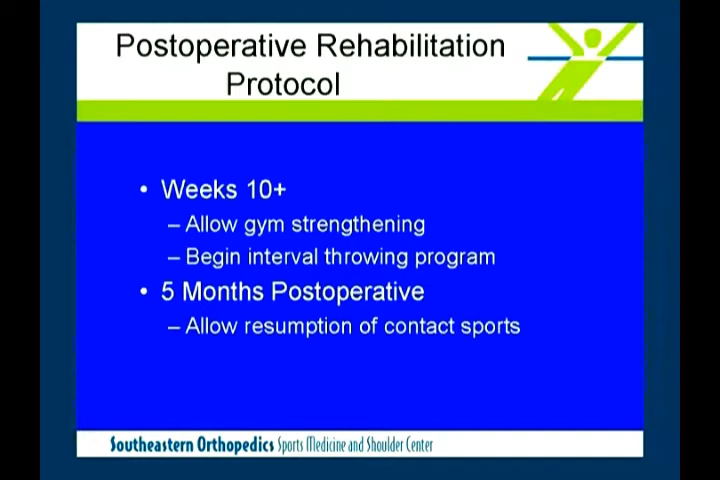 Postoperative Rehabilitation
Protocol
• Weeks 10+
– Allow gym strengthening
– Begin interval throwing program
• 5 Months Postoperative
– Allow resumption of contact sports
Southeastern Orthopedics Sports Medicine and Shoulder Center